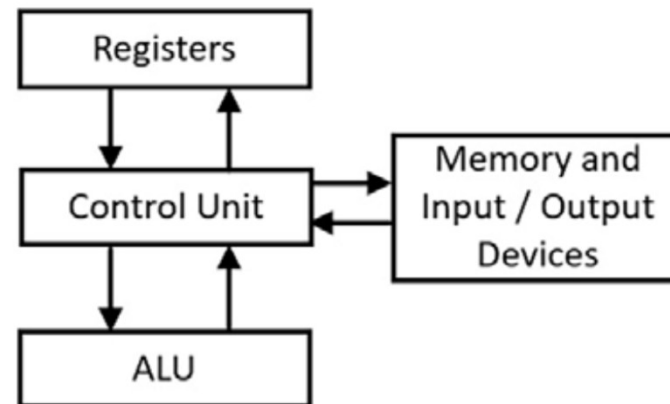 Registers
Control Unit
Memory and
Input / Output
Devices
ALU